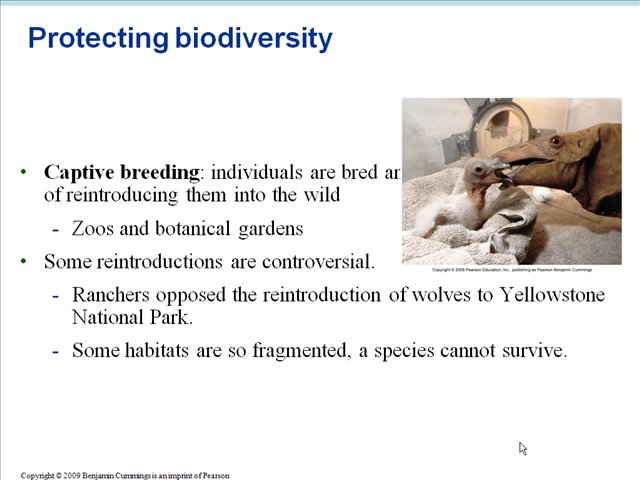 Protecting biodiversity
• Captive breeding: individuals are bred an
of reintroducing them into the wild
- Zoos and botanical gardens
• Some reintroductions are controversial.
- Ranchers opposed the reintroduction of wolves to Yellowstone
National Park.
- Some habitats are so fragmented, a species cannot survive.
Copyright © 2009 Pearson Education, Inc., publishing as Pearson Benjamin Cummings
Copyright © 2009 Benjamin Cummings is an imprint of Pearson